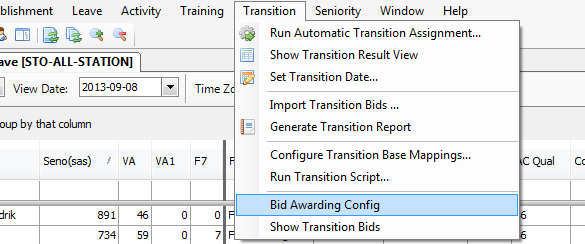 lishment Leave Activity Training Transition Seniority Window Help
Run Automatic Transition Assignment...
Show Transition Result View
ave [STO-ALL-STATION]
Set Transition Date...
View Date: 2013-09-08 Time Zo
Import Transition Bids ...
Generate Transition Report
oup by that column
Configure Transition Base Mappings...
Seno(sas) / VA VA1 F7 F AC Qual Co
Run Transition Script...
Bid Awarding Config
drik 891 46 0 0 F 6
Show Transition Bids
734 59 0 7 F 6